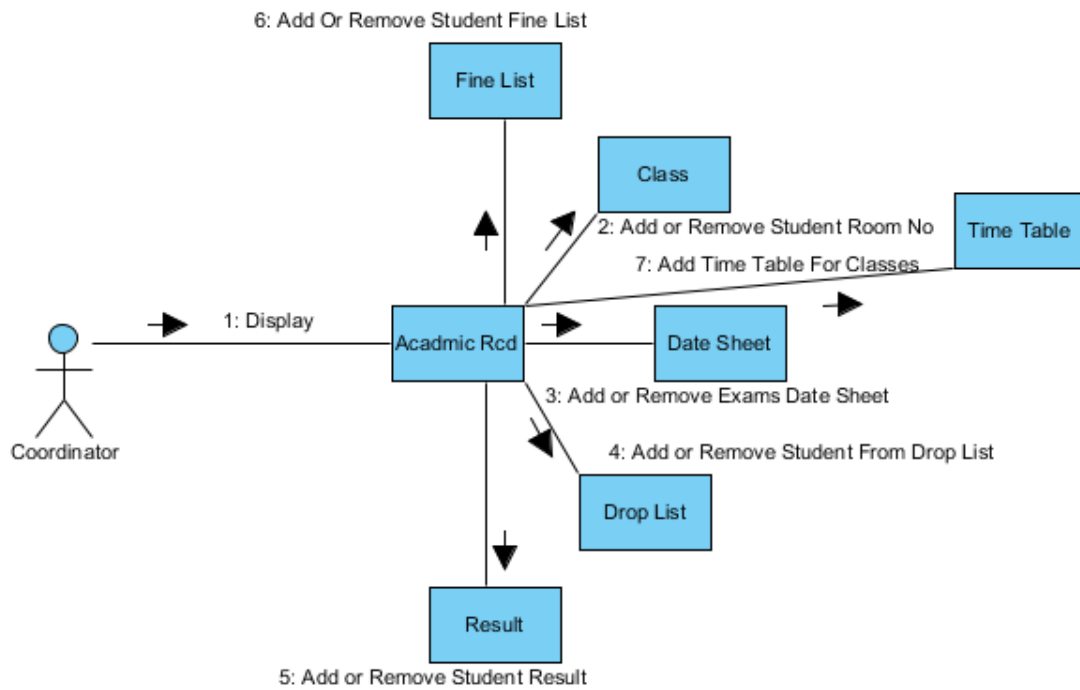 6: Add Or Remove Student Fine List
Fine List
Class
2: Add or Remove Student Room No
Time Table
7: Add Time Table For Classes
1: Display
Acadmic Rcd
Date Sheet
3: Add or Remove Exams Date Sheet
Coordinator
4: Add or Remove Student From Drop List
Drop List
Result
5: Add or Remove Student Result